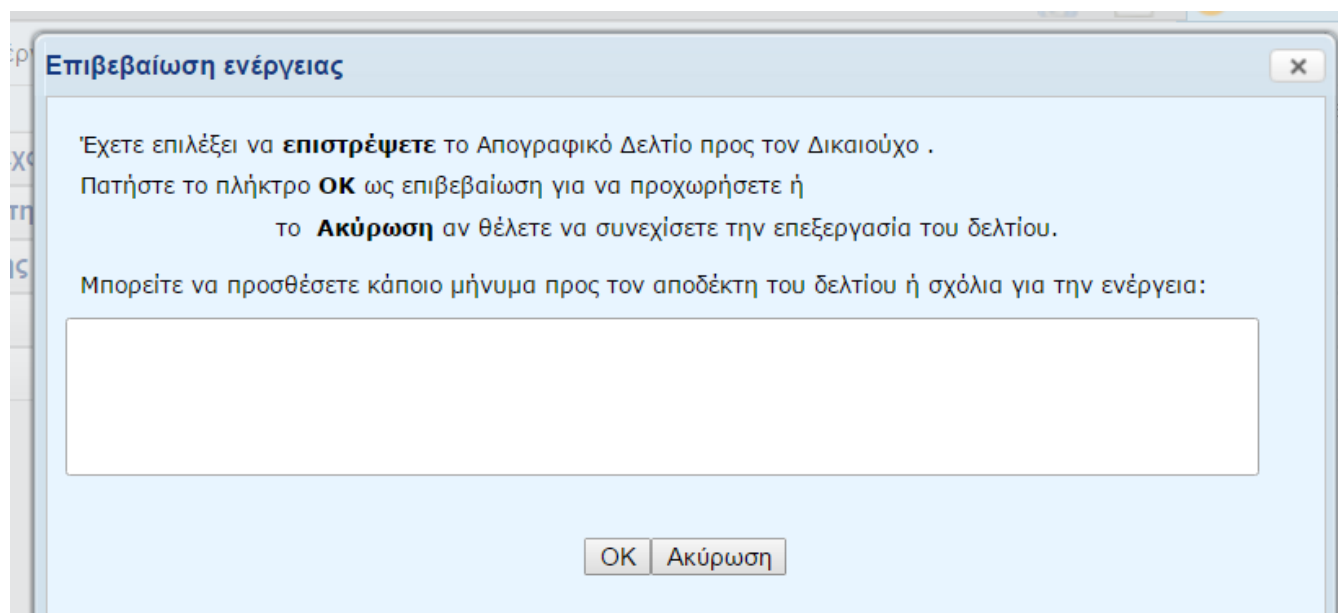 Επιβεβαίωση ενέργειας
Έχετε επιλέξει να επιστρέψετε το Απογραφικό Δελτίο προς τον Δικαιούχο .
Πατήστε το πλήκτρο OK ως επιβεβαίωση για να προχωρήσετε ή
το Ακύρωση αν θέλετε να συνεχίσετε την επεξεργασία του δελτίου.
Μπορείτε να προσθέσετε κάποιο μήνυμα προς τον αποδέκτη του δελτίου ή σχόλια για την ενέργεια:
OK Ακύρωση